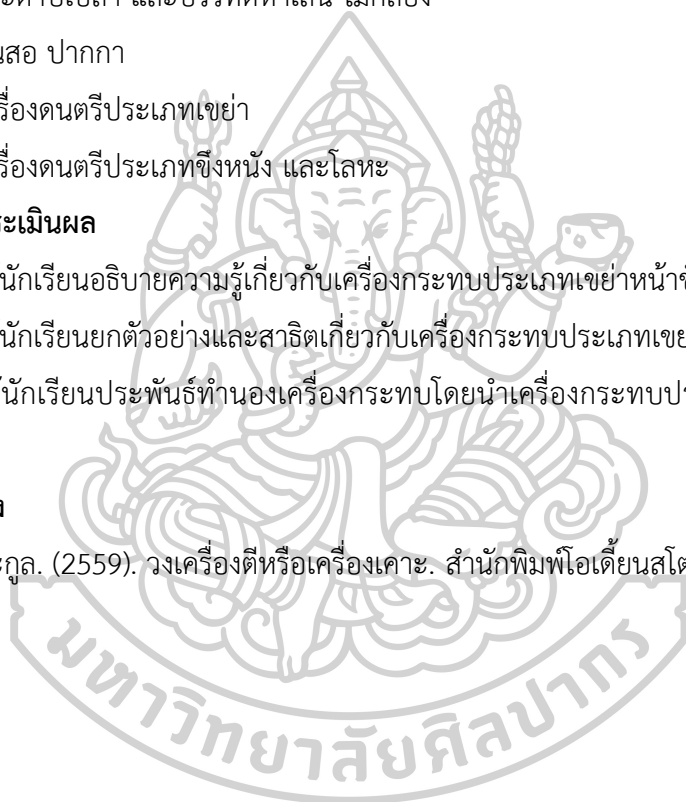 และบรรทัดห้าเส้น ไม้กลอง
นสอ ปากกา
รื่องดนตรีประเภทเขย่า
รื่องดนตรีประเภทขึงหนัง และโลหะ
ระเมินผล
นักเรียนอธิบายความรู้เกี่ยวกับเครื่องกระทบประเภทเขย่าหน้าชั
นักเรียนยกตัวอย่างและสาธิตเกี่ยวกับเครื่องกระทบประเภทเขย
นักเรียนประพันธ์ทำนองเครื่องกระทบโดยนำเครื่องกระทบปร
ง
ะกูล. (2559). วงเครื่องตีหรือเครื่องเคาะ. สำนักพิมพ์โอเดี้ยนสโต
มหาวิทยาลัยศิลปากร